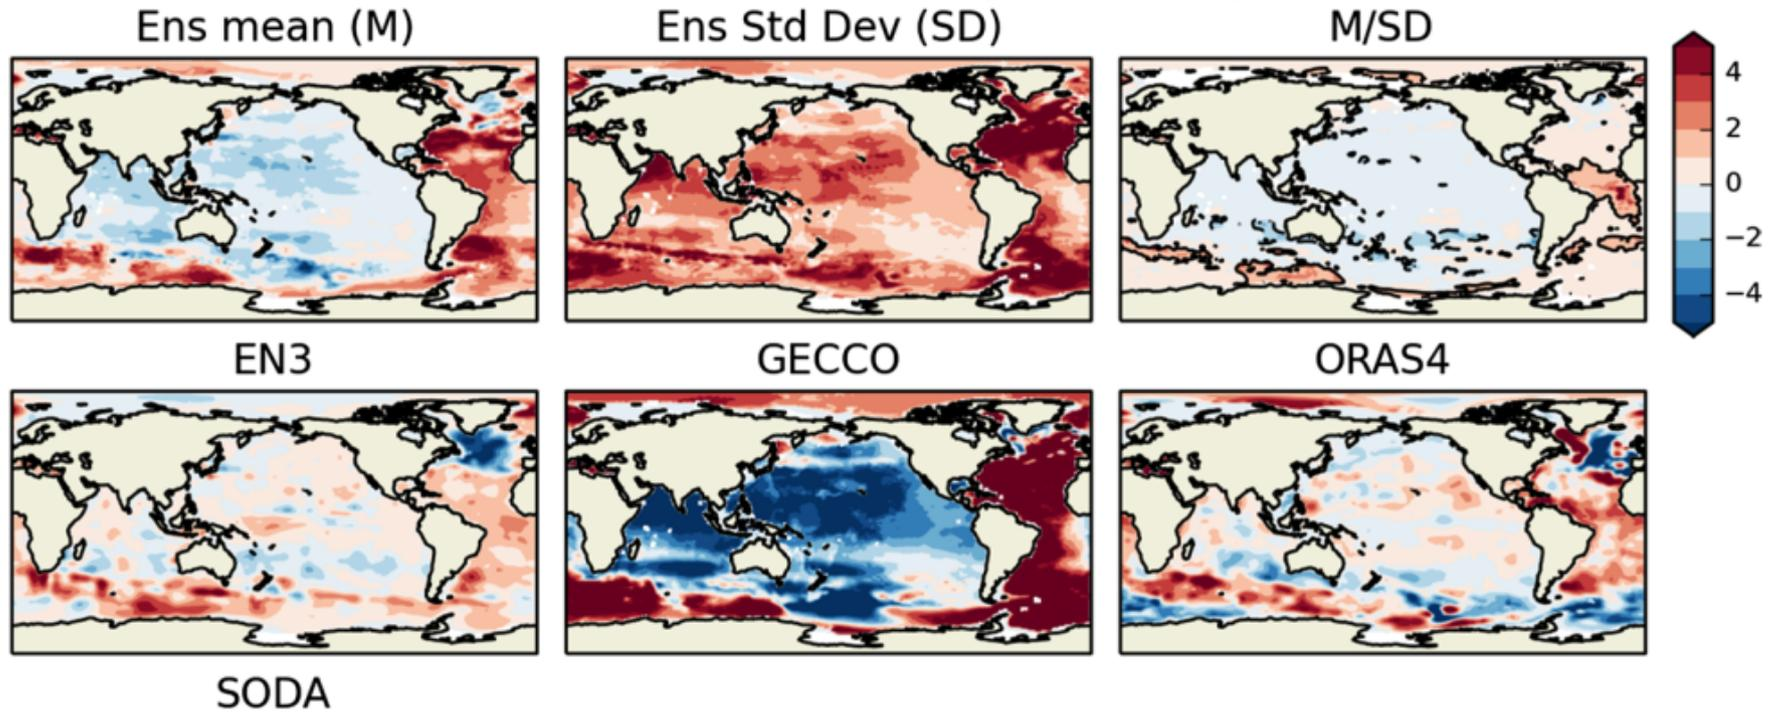 Ens mean (M) Ens Std Dev (SD) M/SD
4
2
0
−2
−4
EN3 GECCO ORAS4
SODA